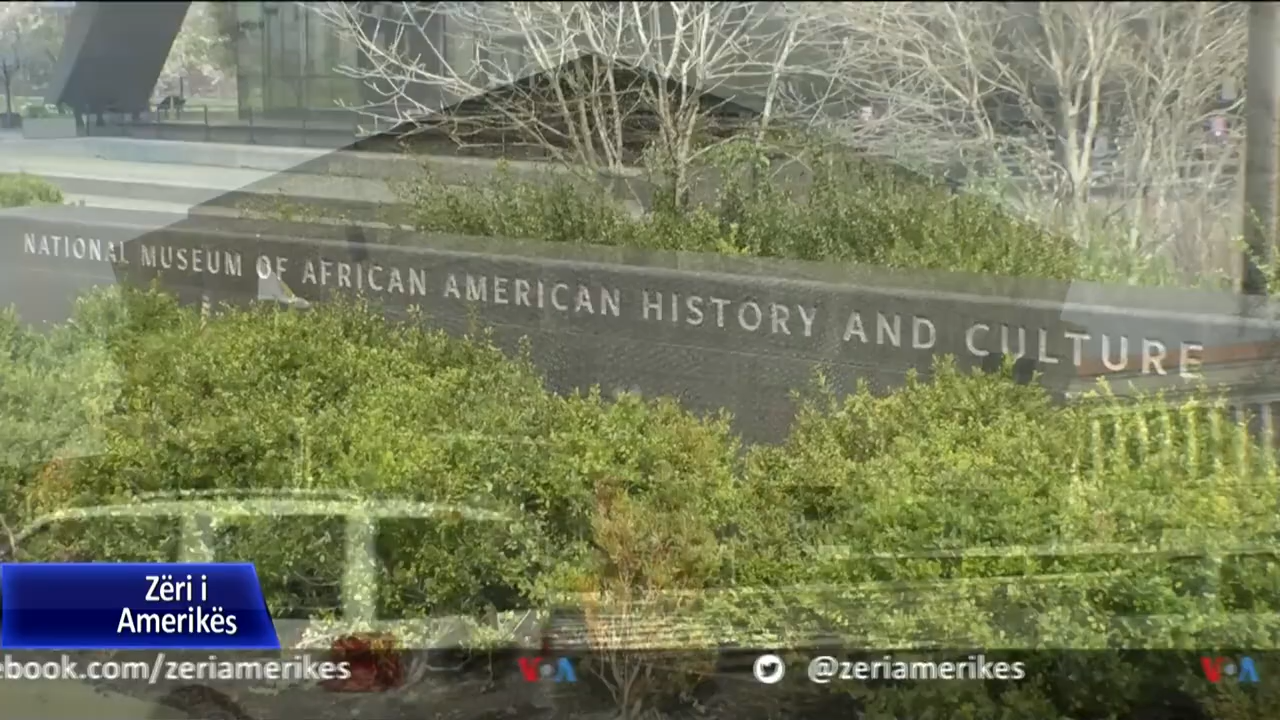 NATIONAL MUSEUM OF AFRICAN AMERICAN HISTORY AND CULTURE
Zëri i
Amerikës
ebook.com/zeriamerikes
VOA
@zeriamerikes
VOA